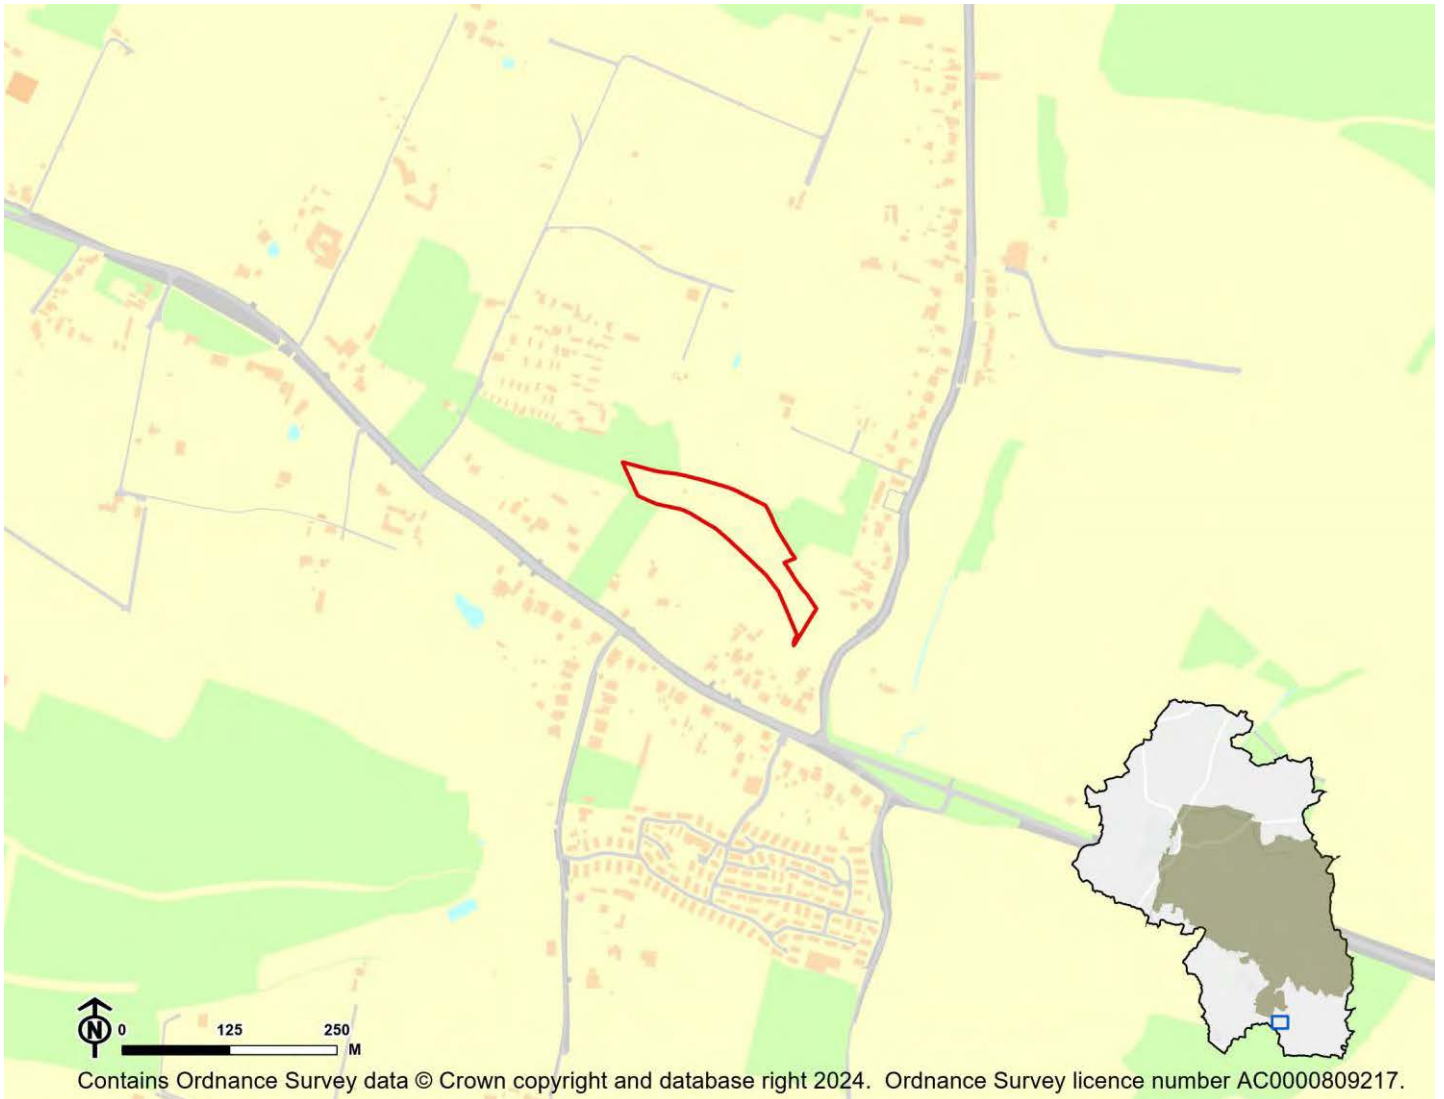 N
0 125 250
M
Contains Ordnance Survey data © Crown copyright and database right 2024. Ordnance Survey licence number AC0000809217.